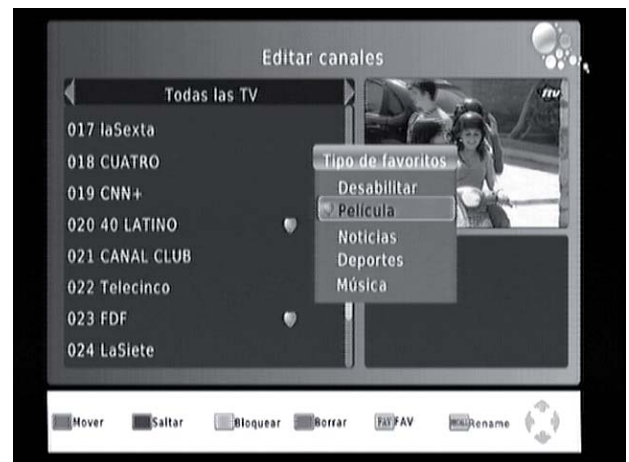 Editar canales
Todas las TV
017 laSexta
018 CUATRO
019 CNN+
020 40 LATINO
021 CANAL CLUB
022 Telecinco
023 FDF
024 LaSiete
Tipo de favoritos
Desabilitar
Película
Noticias
Deportes
Música
Mover
Saltar
Bloquear
Borrar
FAV FAV
RECALL Rename